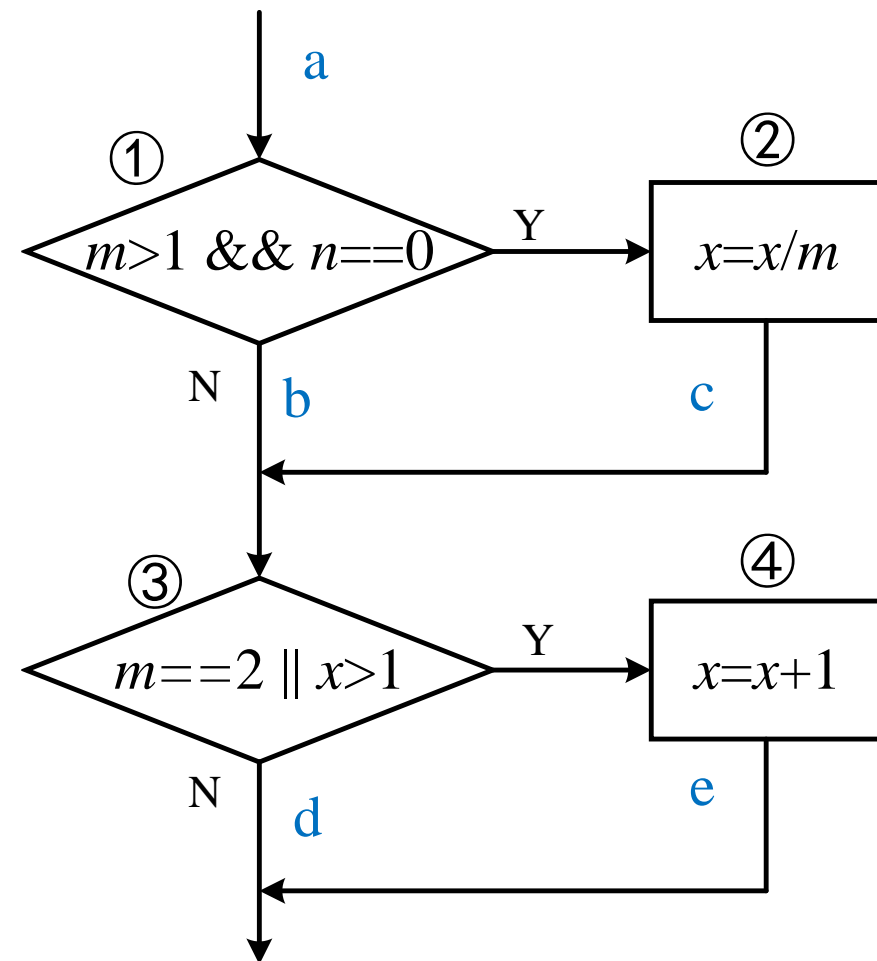 a
①
②
m>1 && n==0
Y
x=x/m
N
b
c
③
④
m==2 || x>1
Y
x=x+1
N
d
e